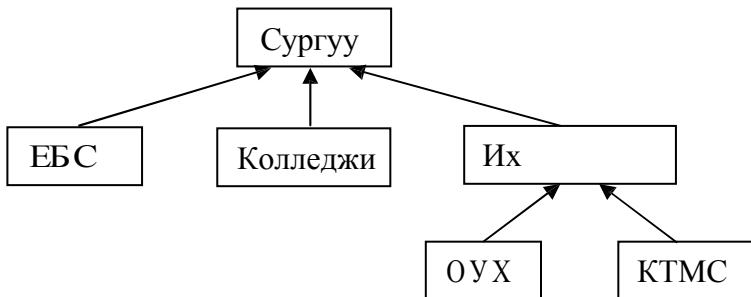 Сургуу
ЕБС
Колледжи
Их
ОУХ
КТМС